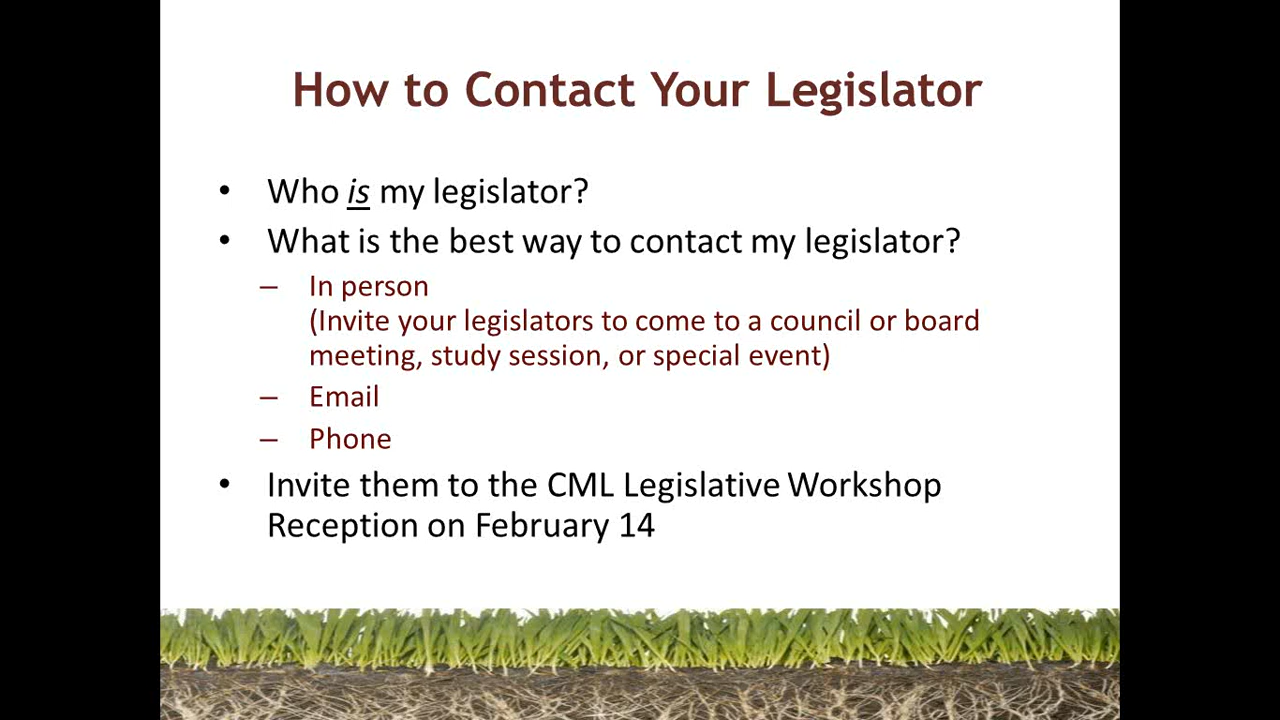 How to Contact Your Legislator
• Who is my legislator?
• What is the best way to contact my legislator?
– In person
(Invite your legislators to come to a council or board
meeting, study session, or special event)
– Email
– Phone
• Invite them to the CML Legislative Workshop
Reception on February 14